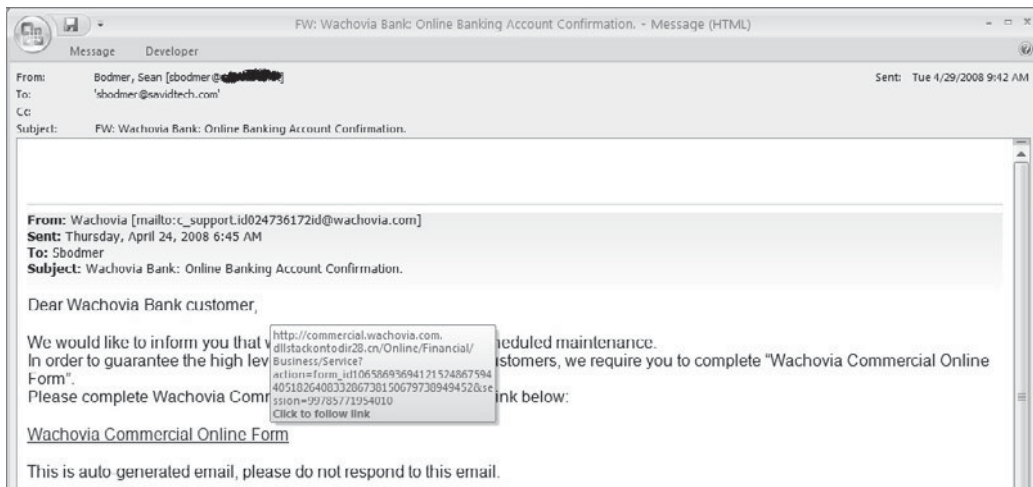 FW: Wachovia Bank: Online Banking Account Confirmation. - Message (HTML)
Message Developer
From: Bodmer, Sean [sbodmer@ ]
Sent: Tue 4/29/2008 9:42 AM
To: 'sbodmer@savidtech.com'
Cc:
Subject: FW: Wachovia Bank: Online Banking Account Confirmation.
From: Wachovia [mailto:c_support.id024736172id@wachovia.com]
Sent: Thursday, April 24, 2008 6:45 AM
To: Sbodmer
Subject: Wachovia Bank: Online Banking Account Confirmation.
Dear Wachovia Bank customer,
We would like to inform you that heduled maintenance.
In order to guarantee the high lev stomers, we require you to complete "Wachovia Commercial Online
Form".
Please complete Wachovia Com ink below:
http://commercial.wachovia.com.
dllstackontodir28.cn/Online/Financial/
Business/Service?
action=form_id10658693694121524867594
405182640833286738150679738949452&se
ssion=99785771954010
Click to follow link
Wachovia Commercial Online Form
This is auto-generated email, please do not respond to this email.